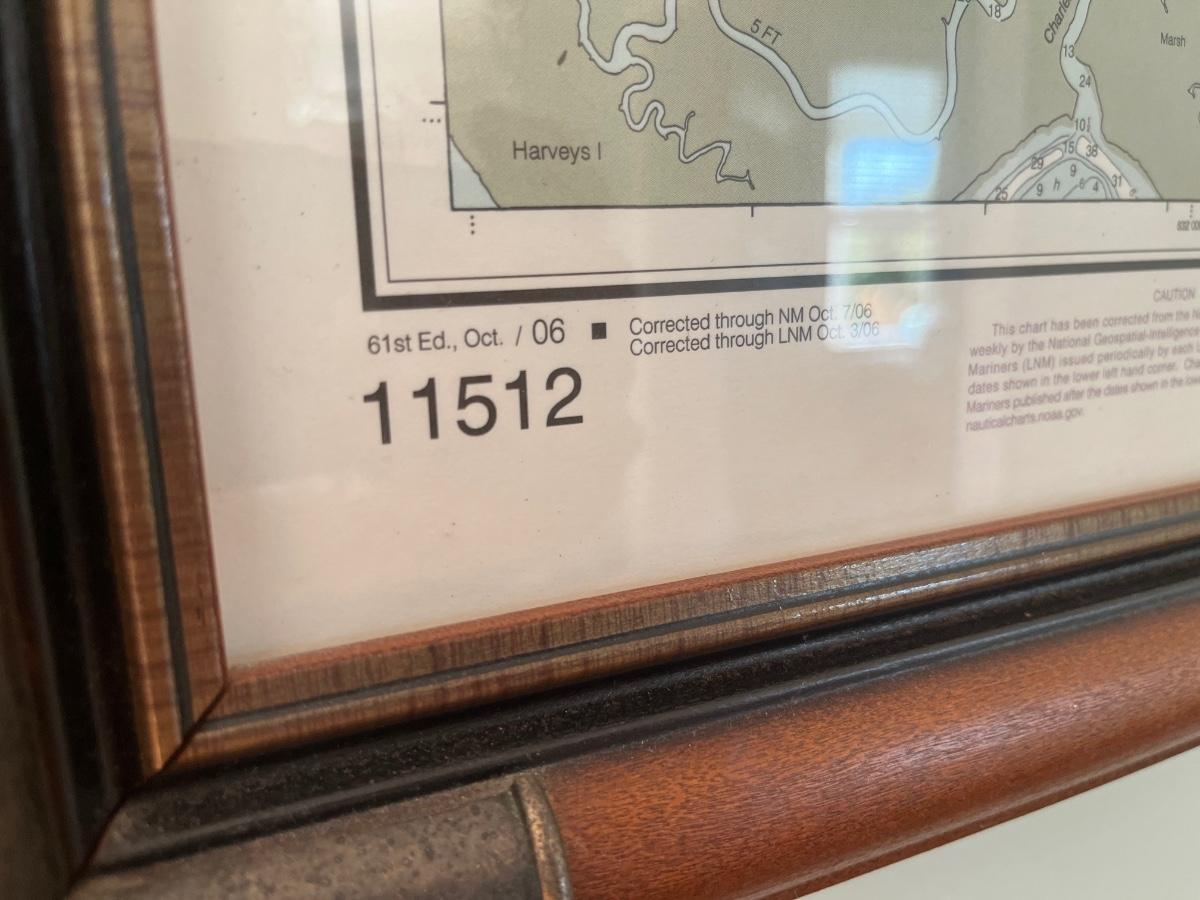 5 FT
18
Marsh
13
24
10
Harveys I
15 38
29 9
9 h 6 4 31
25
61st Ed., Oct. / 06 ■ Corrected through NM Oct. 7/06
Corrected through LNM Oct. 3/06
11512
CAUTION
This chart has been corrected from the
weekly by the National Geospatial-Intelligence
Mariners (LNM) issued periodically by each
dates shown in the lower left hand corner.
Mariners published after the dates shown in the
nauticalcharts.noaa.gov.